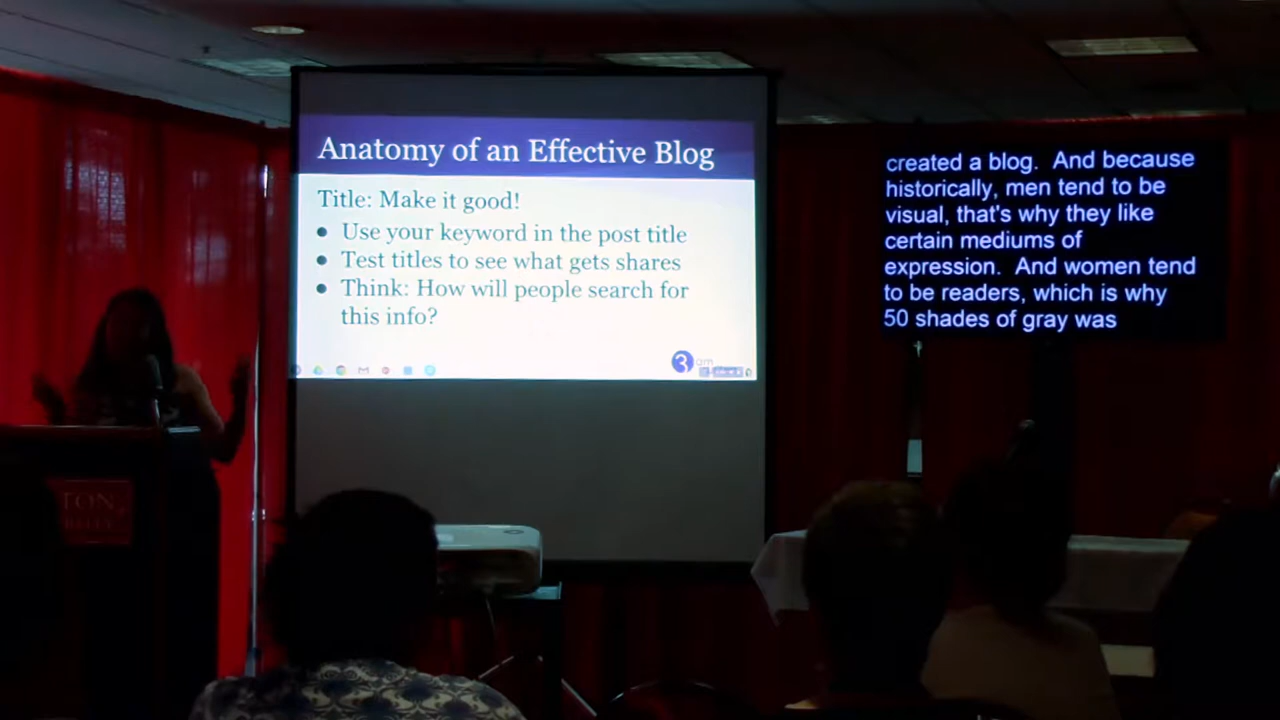 Anatomy of an Effective Blog
Title: Make it good!
● Use your keyword in the post title
● Test titles to see what gets shares
● Think: How will people search for
this info?
3 am
created a blog. And because
historically, men tend to be
visual, that's why they like
certain mediums of
expression. And women tend
to be readers, which is why
50 shades of gray was
TON